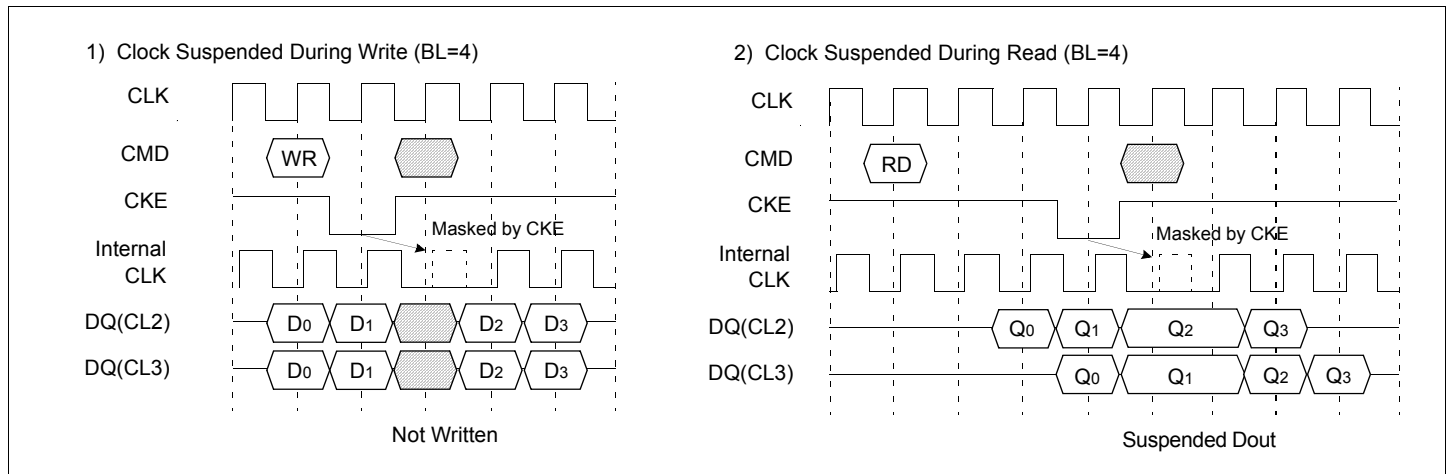 1) Clock Suspended During Write (BL=4)
CLK
CMD
WR
CKE
Masked by CKE
Internal
CLK
DQ(CL2)
D0 D1 D2 D3
DQ(CL3)
D0 D1 D2 D3
Not Written
2) Clock Suspended During Read (BL=4)
CLK
CMD
RD
CKE
Masked by CKE
Internal
CLK
DQ(CL2)
Q0 Q1 Q2 Q3
DQ(CL3)
Q0 Q1 Q2 Q3
Suspended Dout